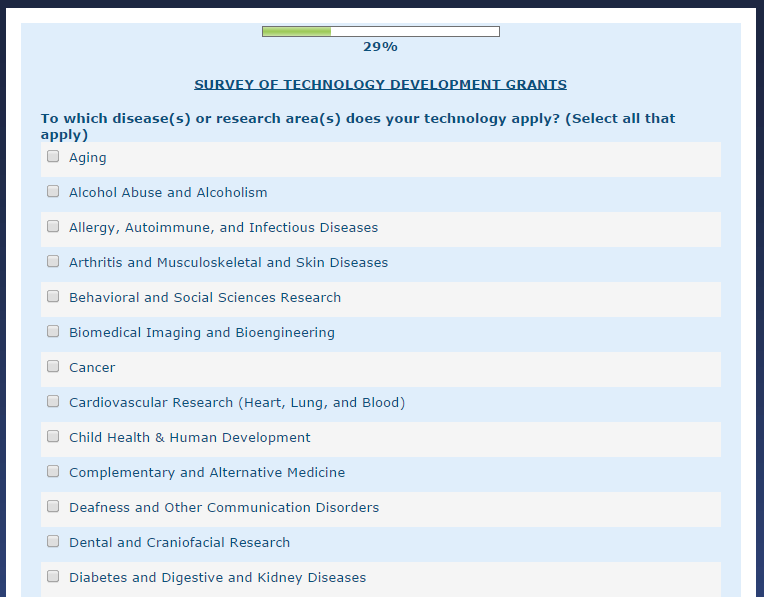 29%
SURVEY OF TECHNOLOGY DEVELOPMENT GRANTS
To which disease(s) or research area(s) does your technology apply? (Select all that
apply)
Aging
Alcohol Abuse and Alcoholism
Allergy, Autoimmune, and Infectious Diseases
Arthritis and Musculoskeletal and Skin Diseases
Behavioral and Social Sciences Research
Biomedical Imaging and Bioengineering
Cancer
Cardiovascular Research (Heart, Lung, and Blood)
Child Health & Human Development
Complementary and Alternative Medicine
Deafness and Other Communication Disorders
Dental and Craniofacial Research
Diabetes and Digestive and Kidney Diseases